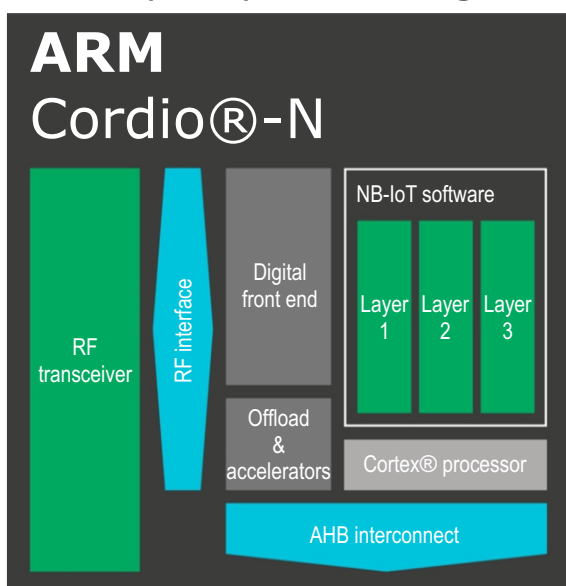 ARM
Cordio®-N
RF
transceiver
RF interface
Digital
front end
Offload
&
accelerators
NB-IoT software
Layer
1
Layer
2
Layer
3
Cortex® processor
AHB interconnect